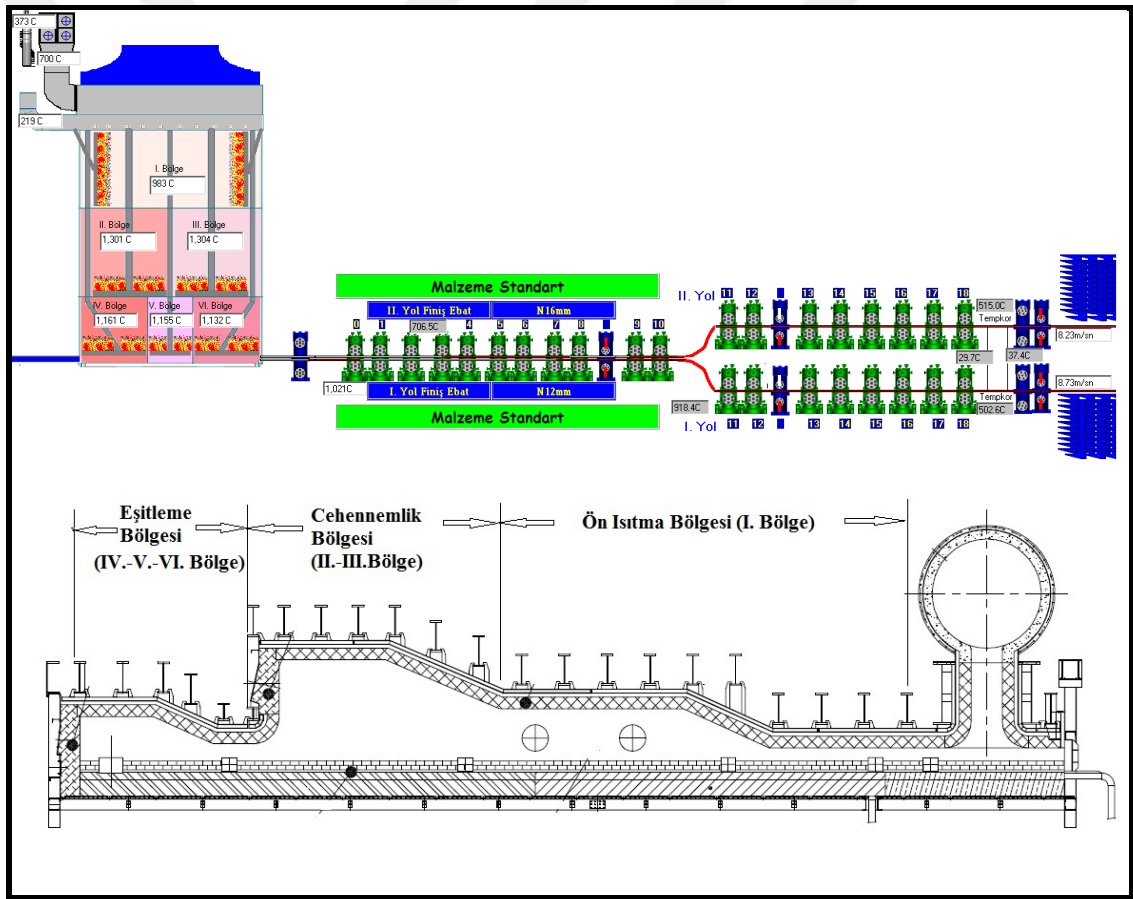 373 C
700 C
219 C
I. Bölge
983 C
II. Bölge
1,301 C
III. Bölge
1,304 C
IV. Bölge
1,161 C
V. Bölge
1,155 C
VI. Bölge
1,132 C
Malzeme Standart
II. Yol Finiş Ebat
N16mm
0 1 706.5C 4 5 6 7 8 9 10
1,021C
I. Yol Finiş Ebat
N12mm
Malzeme Standart
II. Yol
11 12 13 14 15 16 17 18
515.0C
Tempkor
8.23m/sn
29.7C
37.4C
8.73m/sn
918.4C
Tempkor
502.6C
I. Yol
11 12 13 14 15 16 17 18
Eşitleme
Bölgesi
(IV.-V.-VI. Bölge)
Cehennemlik
Bölgesi
(II.-III.Bölge)
Ön Isıtma Bölgesi (I. Bölge)